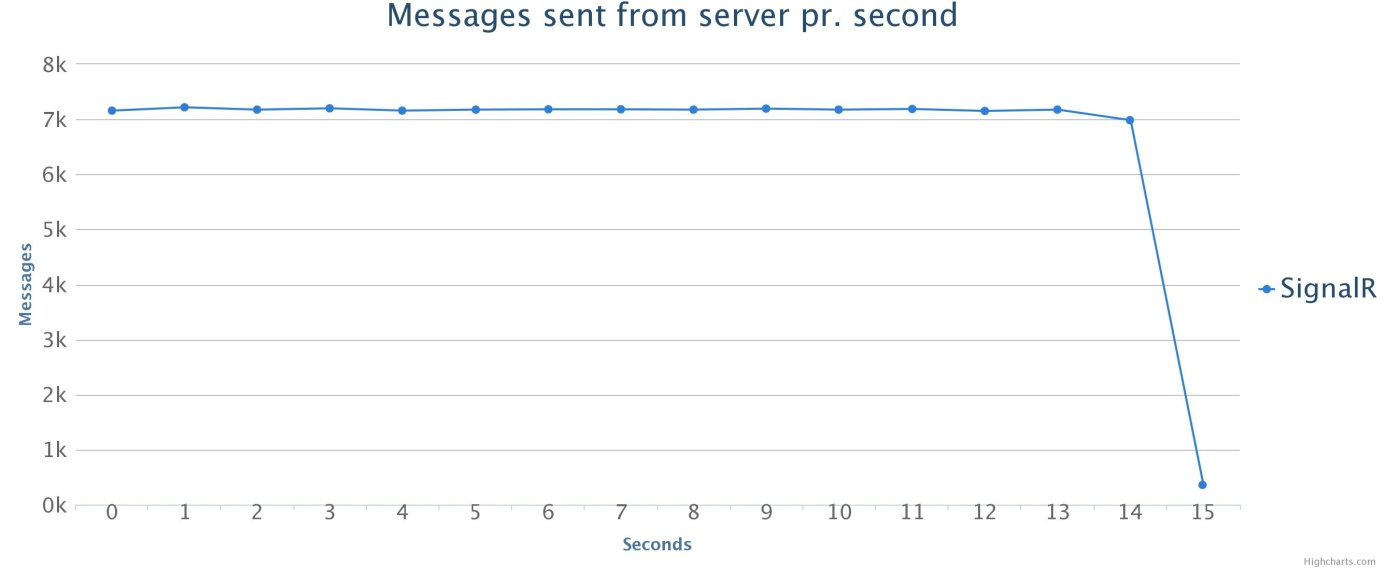 Messages sent from server pr. second
8k
7k
6k
5k
4k
3k
2k
1k
0k
Messages
0 1 2 3 4 5 6 7 8 9 10 11 12 13 14 15
Seconds
SignalR
Highcharts.com